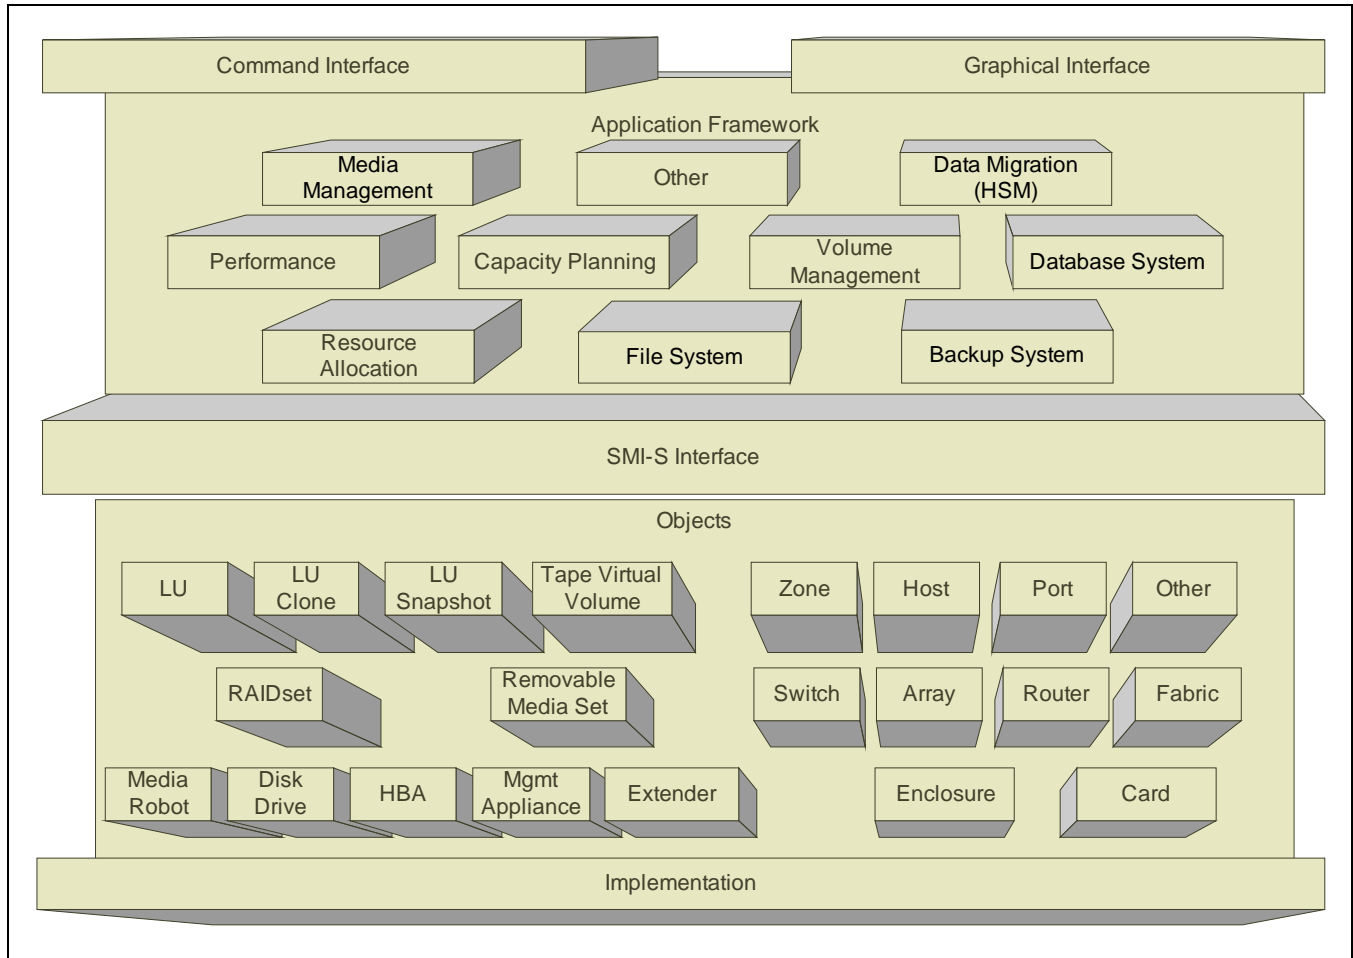 Command Interface
Graphical Interface
Application Framework
Media
Management
Other
Data Migration
(HSM)
Performance
Capacity Planning
Volume
Management
Database System
Resource
Allocation
File System
Backup System
SMI-S Interface
Objects
LU
LU
Clone
LU
Snapshot
Tape Virtual
Volume
Zone
Host
Port
Other
RAIDset
Removable
Media Set
Switch
Array
Router
Fabric
Media
Robot
Disk
Drive
HBA
Mgmt
Appliance
Extender
Enclosure
Card
Implementation